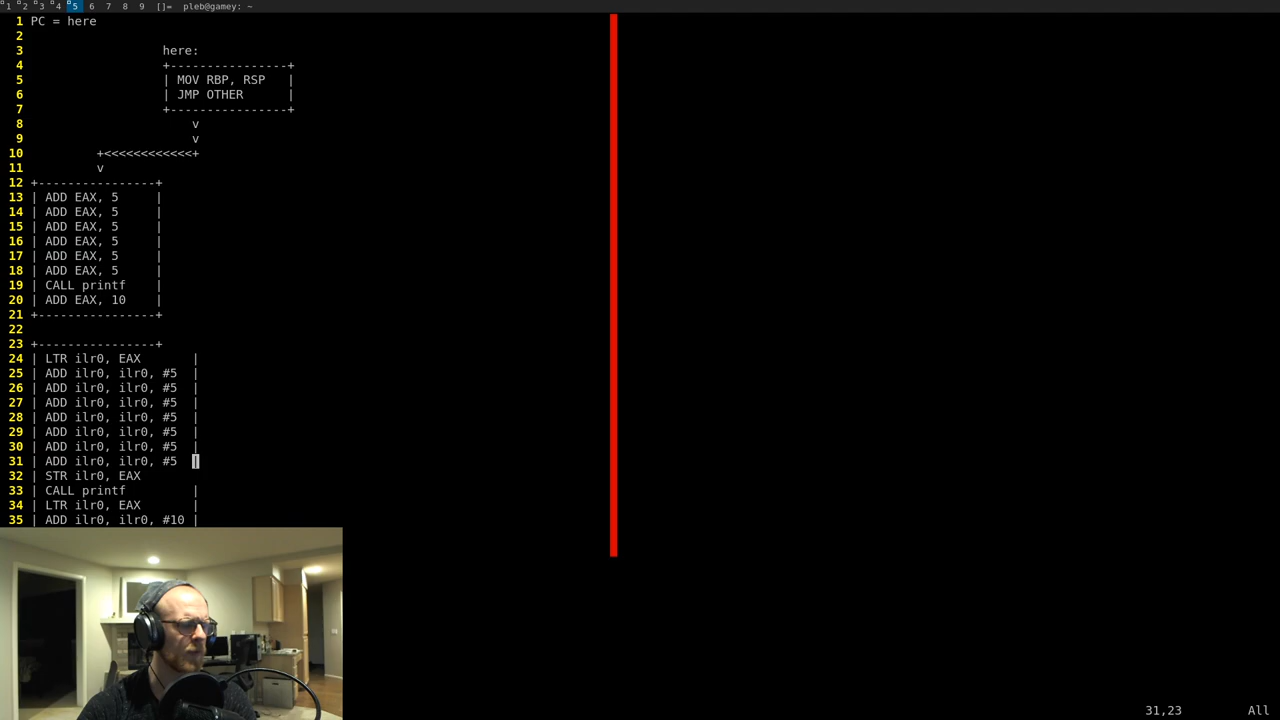 1 2 3 4 5 6 7 8 9 []= pleb@gamey: ~
1 PC = here
2
3 here:
4 +----------------+
5 | MOV RBP, RSP |
6 | JMP OTHER |
7 +----------------+
8 v
9 v
10 +<<<<<<<<<<<<+
11 v
12 +----------------+
13 | ADD EAX, 5 |
14 | ADD EAX, 5 |
15 | ADD EAX, 5 |
16 | ADD EAX, 5 |
17 | ADD EAX, 5 |
18 | ADD EAX, 5 |
19 | CALL printf |
20 | ADD EAX, 10 |
21 +----------------+
22
23 +----------------+
24 | LTR ilr0, EAX |
25 | ADD ilr0, ilr0, #5 |
26 | ADD ilr0, ilr0, #5 |
27 | ADD ilr0, ilr0, #5 |
28 | ADD ilr0, ilr0, #5 |
29 | ADD ilr0, ilr0, #5 |
30 | ADD ilr0, ilr0, #5 |
31 | ADD ilr0, ilr0, #5 |
32 | STR ilr0, EAX
33 | CALL printf |
34 | LTR ilr0, EAX |
35 | ADD ilr0, ilr0, #10 |
31,23 All